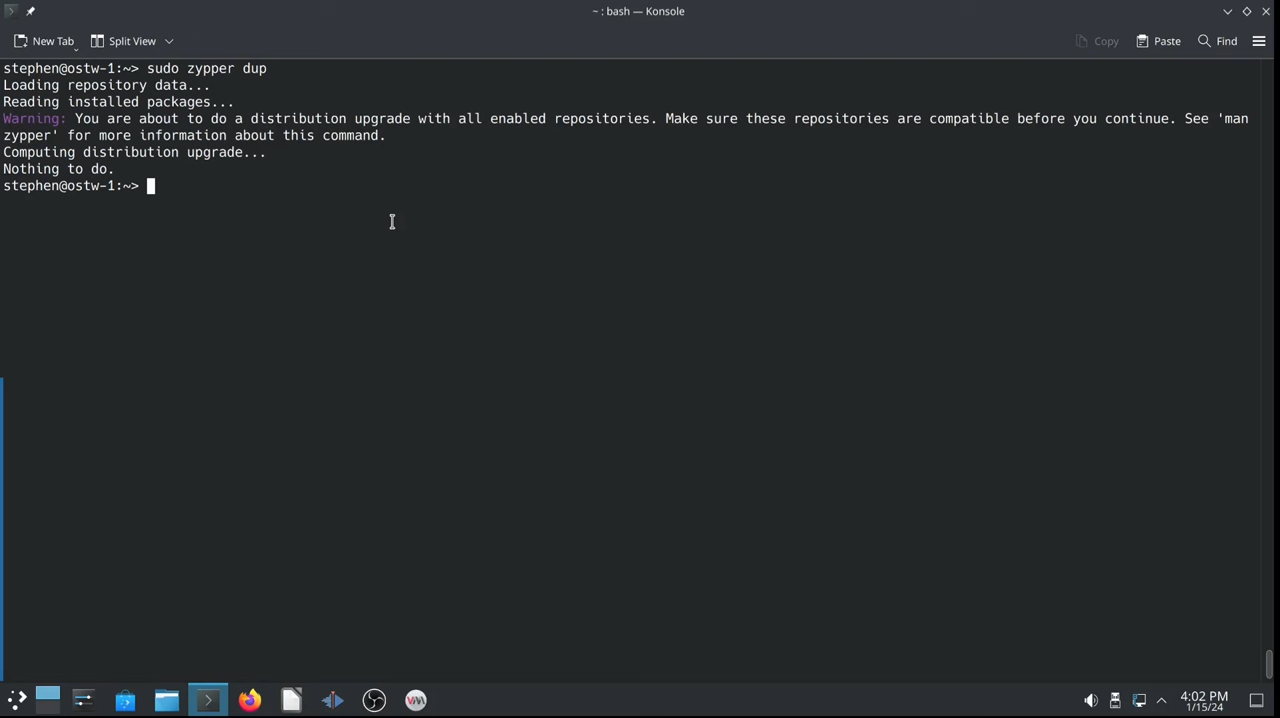 ~ : bash — Konsole
New Tab Split View Copy Paste Find
stephen@ostw-1:~> sudo zypper dup
Loading repository data...
Reading installed packages...
Warning: You are about to do a distribution upgrade with all enabled repositories. Make sure these repositories are compatible before you continue. See 'man
zypper' for more information about this command.
Computing distribution upgrade...
Nothing to do.
stephen@ostw-1:~>
4:02 PM
1/15/24